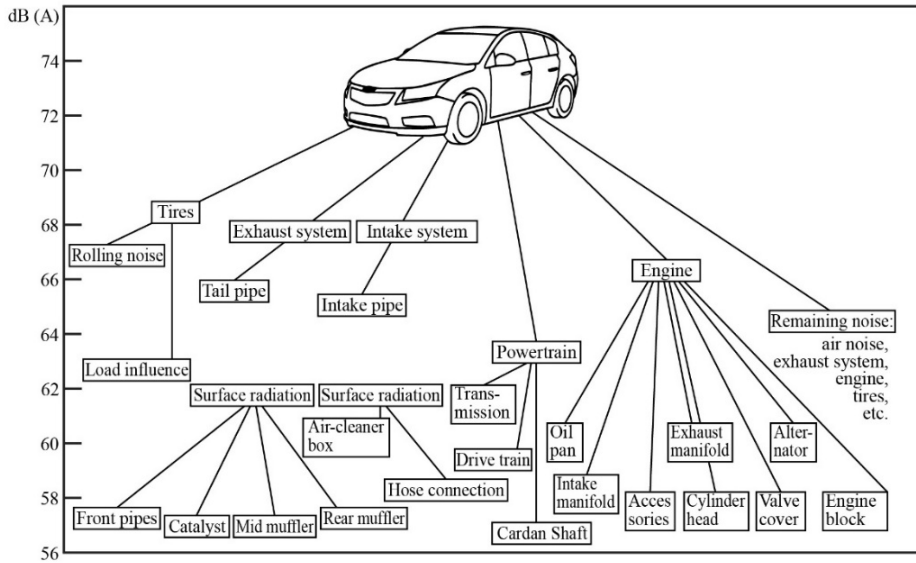 dB (A)
74
72
70
68
66
64
62
60
58
56
Tires
Rolling noise
Load influence
Exhaust system
Tail pipe
Surface radiation
Front pipes
Catalyst
Mid muffler
Rear muffler
Intake system
Intake pipe
Surface radiation
Air-cleaner
box
Hose connection
Powertrain
Trans-
mission
Drive train
Cardan Shaft
Engine
Oil
pan
Intake
manifold
Acces
sories
Exhaust
manifold
Cylinder
head
Valve
cover
Alter-
nator
Engine
block
Remaining noise:
air noise,
exhaust system,
engine,
tires,
etc.